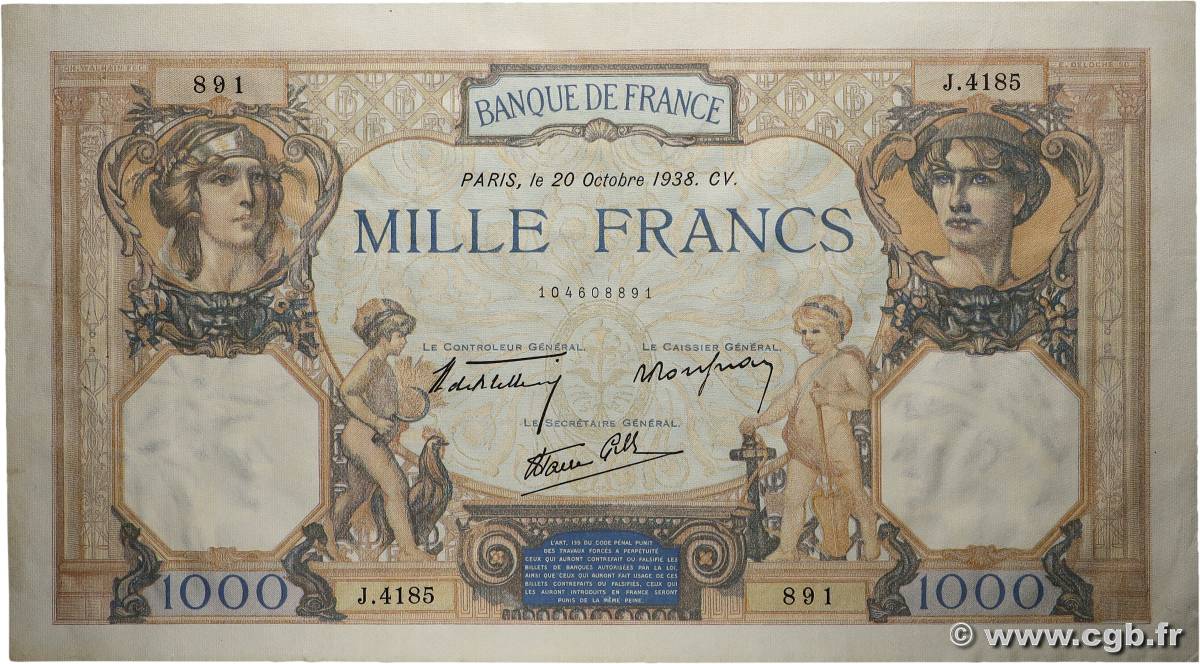 CH. WALHAIN FEC.
891
BANQUE DE FRANCE
J.4185
PARIS, le 20 Octobre 1938. CV.
MILLE FRANCS
104608891
LE CONTROLEUR GÉNÉRAL.
LE CAISSIER GÉNÉRAL.
LE SECRÉTAIRE GÉNÉRAL.
L'ART. 139 DU CODE PÉNAL PUNIT
DES TRAVAUX FORCÉS A PERPÉTUITÉ
CEUX QUI AURONT CONTREFAIT OU FALSIFIÉ LES
BILLETS DE BANQUES AUTORISÉES PAR LA LOI,
AINSI QUE CEUX QUI AURONT FAIT USAGE DE CES
BILLETS CONTREFAITS OU FALSIFIÉS, CEUX QUI
LES AURONT INTRODUITS EN FRANCE SERONT
PUNIS DE LA MÊME PEINE.
1000
J.4185
891
1000
© www.cgb.fr